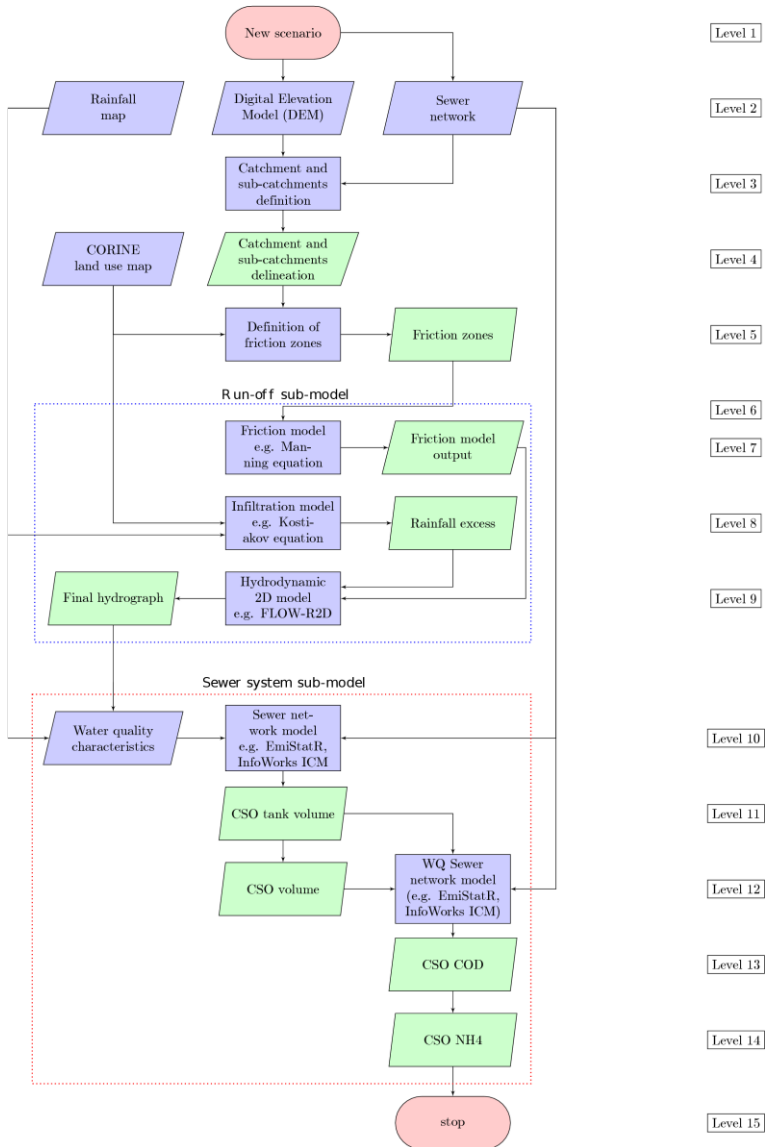 New scenario
Level 1
Rainfall
map
Digital Elevation
Model (DEM)
Sewer
network
Level 2
Catchment and
sub-catchments
definition
Level 3
CORINE
land use map
Catchment and
sub-catchments
delineation
Level 4
Definition of
friction zones
Friction zones
Level 5
Run-off sub-model
Level 6
Friction model
e.g. Man-
ning equation
Friction model
output
Level 7
Infiltration model
e.g. Kosti-
akov equation
Rainfall excess
Level 8
Final hydrograph
Hydrodynamic
2D model
e.g. FLOW-R2D
Level 9
Sewer system sub-model
Water quality
characteristics
Sewer net-
work model
e.g. EmiStatR,
InfoWorks ICM
Level 10
CSO tank volume
Level 11
CSO volume
WQ Sewer
network model
(e.g. EmiStatR,
InfoWorks ICM)
Level 12
CSO COD
Level 13
CSO NH4
Level 14
stop
Level 15